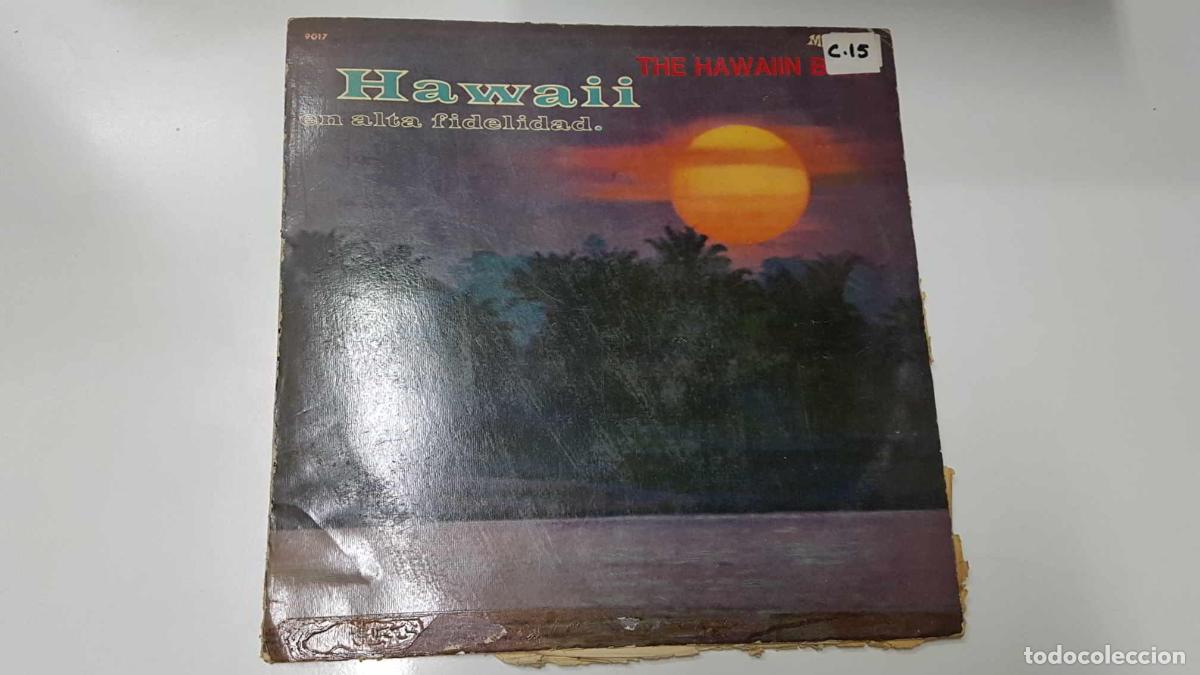 9017
C.15
THE HAWAIIN
Hawaii
en alta fidelidad.
todocoleccion